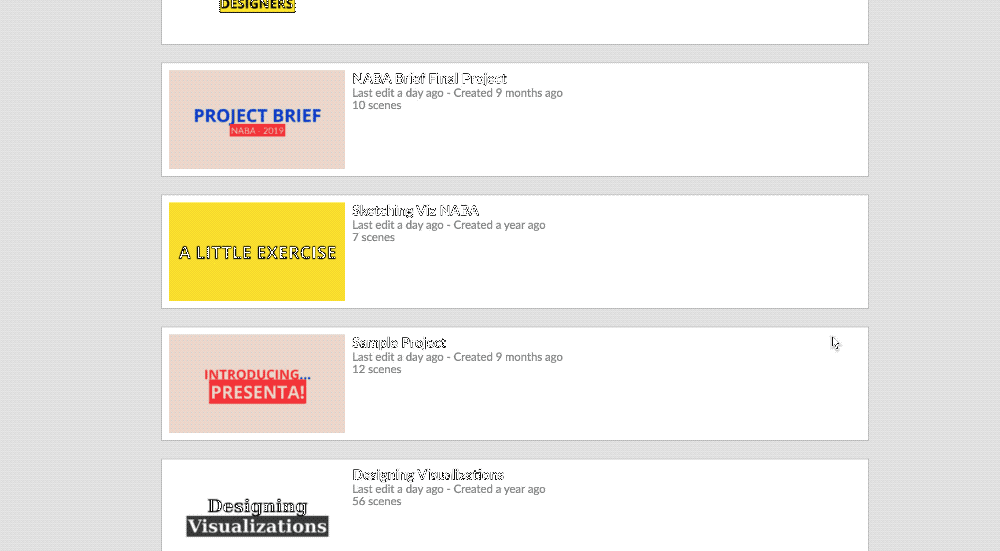 DESIGNERS
NABA Brief Final Project
Last edit a day ago - Created 9 months ago
10 scenes
PROJECT BRIEF
NABA - 2019
Sketching Viz NABA
Last edit a day ago - Created a year ago
7 scenes
A LITTLE EXERCISE
Sample Project
Last edit a day ago - Created 9 months ago
12 scenes
INTRODUCING...
PRESENTA!
Designing Visualizations
Last edit a day ago - Created a year ago
56 scenes
Designing
Visualizations